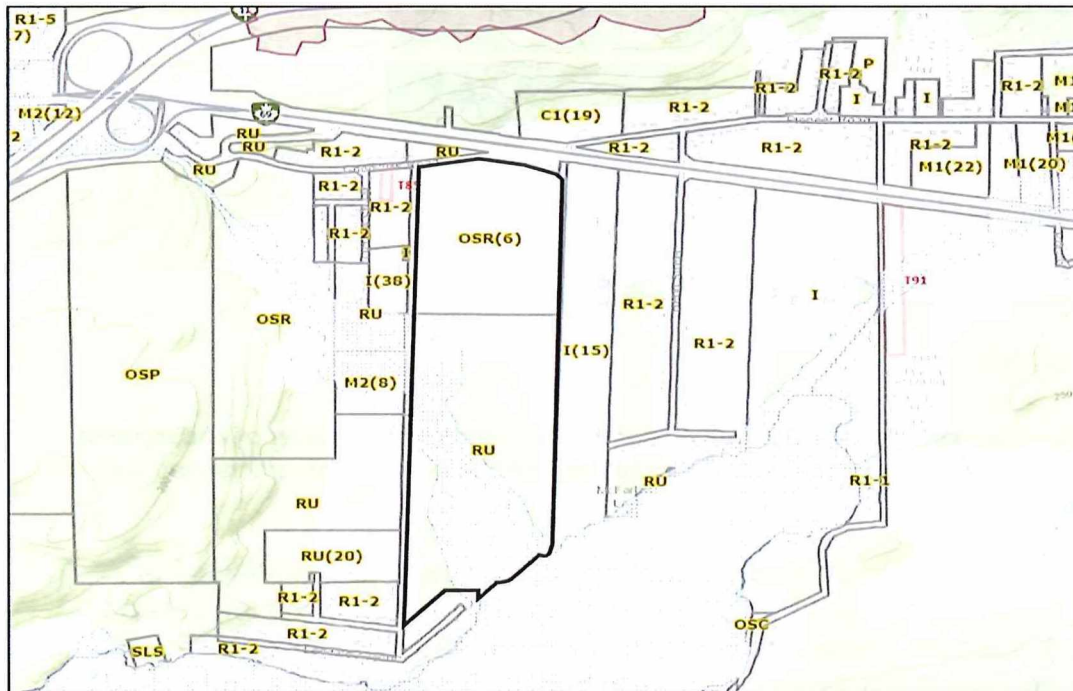 R1-5
7)
M2(12)
2
69
RU
RU
RU
R1-2
RU
C1(19)
R1-2
R1-2
R1-2
P
I
I
R1-2
M1
R1-2
R1-2
R1-2
M1(22)
M1(20)
R1-2
R1-2
R1-2
I
I(38)
RU
M2(8)
OSP
OSR
OSR(6)
RU
I(15)
R1-2
R1-2
I
T91
RU
R1-1
RU
RU(20)
R1-2
R1-2
R1-2
R1-2
SLS
OSC